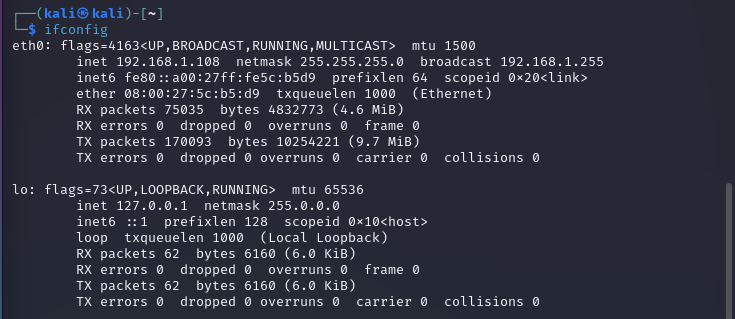 ┌──(kali㉿kali)-[~]
└─$ ifconfig
eth0: flags=4163<UP,BROADCAST,RUNNING,MULTICAST>  mtu 1500
        inet 192.168.1.108  netmask 255.255.255.0  broadcast 192.168.1.255
        inet6 fe80::a00:27ff:fe5c:b5d9  prefixlen 64  scopeid 0×20<link>
        ether 08:00:27:5c:b5:d9  txqueuelen 1000  (Ethernet)
        RX packets 75035  bytes 4832773 (4.6 MiB)
        RX errors 0  dropped 0  overruns 0  frame 0
        TX packets 170093  bytes 10254221 (9.7 MiB)
        TX errors 0  dropped 0 overruns 0  carrier 0  collisions 0

lo: flags=73<UP,LOOPBACK,RUNNING>  mtu 65536
        inet 127.0.0.1  netmask 255.0.0.0
        inet6 ::1  prefixlen 128  scopeid 0×10<host>
        loop  txqueuelen 1000  (Local Loopback)
        RX packets 62  bytes 6160 (6.0 KiB)
        RX errors 0  dropped 0  overruns 0  frame 0
        TX packets 62  bytes 6160 (6.0 KiB)
        TX errors 0  dropped 0 overruns 0  carrier 0  collisions 0